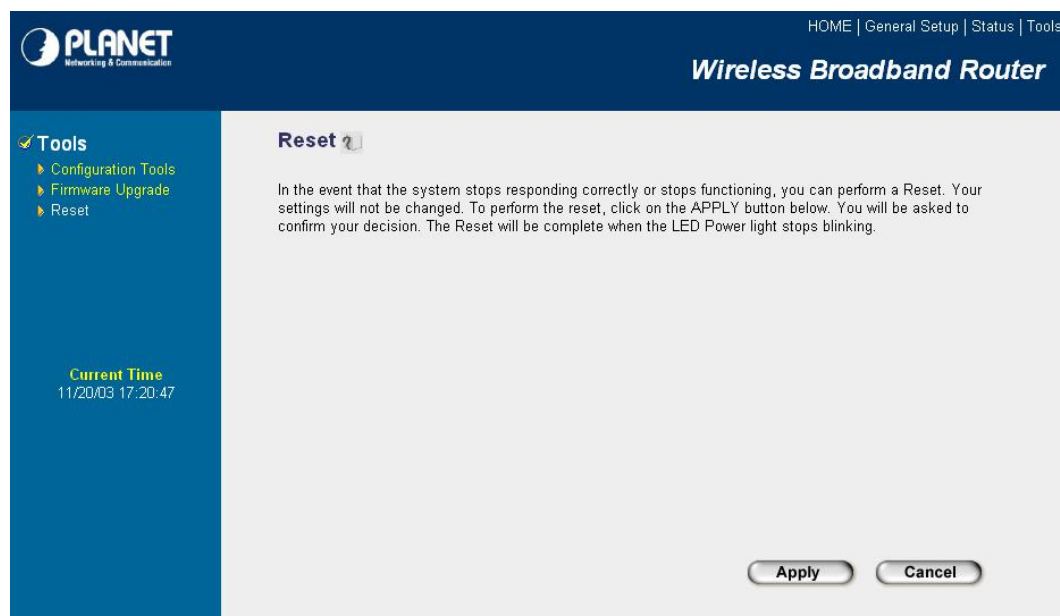 PLANET
Networking & Communication
HOME | General Setup | Status | Tools
Wireless Broadband Router
Tools
Configuration Tools
Firmware Upgrade
Reset
Current Time
11/20/03 17:20:47
Reset
In the event that the system stops responding correctly or stops functioning, you can perform a Reset. Your
settings will not be changed. To perform the reset, click on the APPLY button below. You will be asked to
confirm your decision. The Reset will be complete when the LED Power light stops blinking.
Apply
Cancel